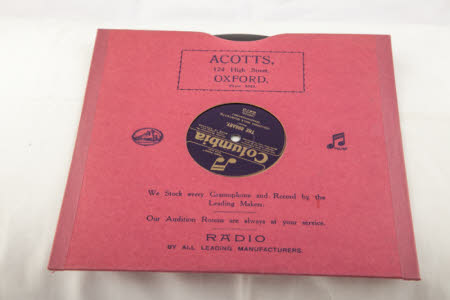 ACOTTS,
124 High Street,
OXFORD.
Columbia
We Stock every Gramophone and Record by the
Leading Makers.
Our Audition Rooms are always at your service.
RADIO
BY ALL LEADING MANUFACTURERS.